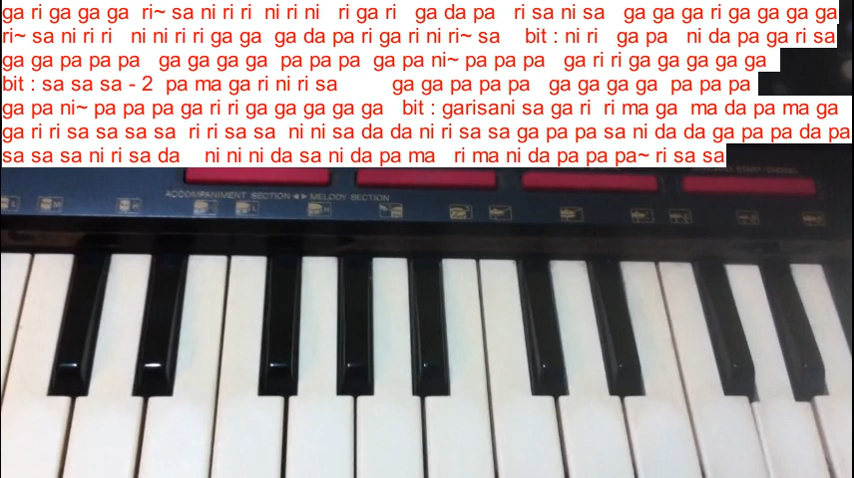 ga ri ga ga ga ri~ sa ni ri ri ni ri ni ri ga ri ga da pa ri sa ni sa ga ga ga ri ga ga ga ga
ri~ sa ni ri ri ni ni ri ri ga ga ga da pa ri ga ri ni ri~ sa bit : ni ri ga pa ni da pa ga ri sa
ga ga pa pa pa ga ga ga ga pa pa pa ga pa ni~ pa pa pa ga ri ri ga ga ga ga ga
bit : sa sa sa - 2 pa ma ga ri ni ri sa ga ga pa pa pa ga ga ga ga pa pa pa
ga pa ni~ pa pa pa ga ri ri ga ga ga ga ga bit : garisani sa ga ri ri ma ga ma da pa ma ga
ga ri ri sa sa sa sa ri ri sa sa ni ni sa da da ni ri sa sa ga pa pa sa ni da da ga pa pa da pa
sa sa sa ni ri sa da ni ni ni da sa ni da pa ma ri ma ni da pa pa pa~ ri sa sa
ACCOMPANIMENT SECTION ◄► MELODY SECTION